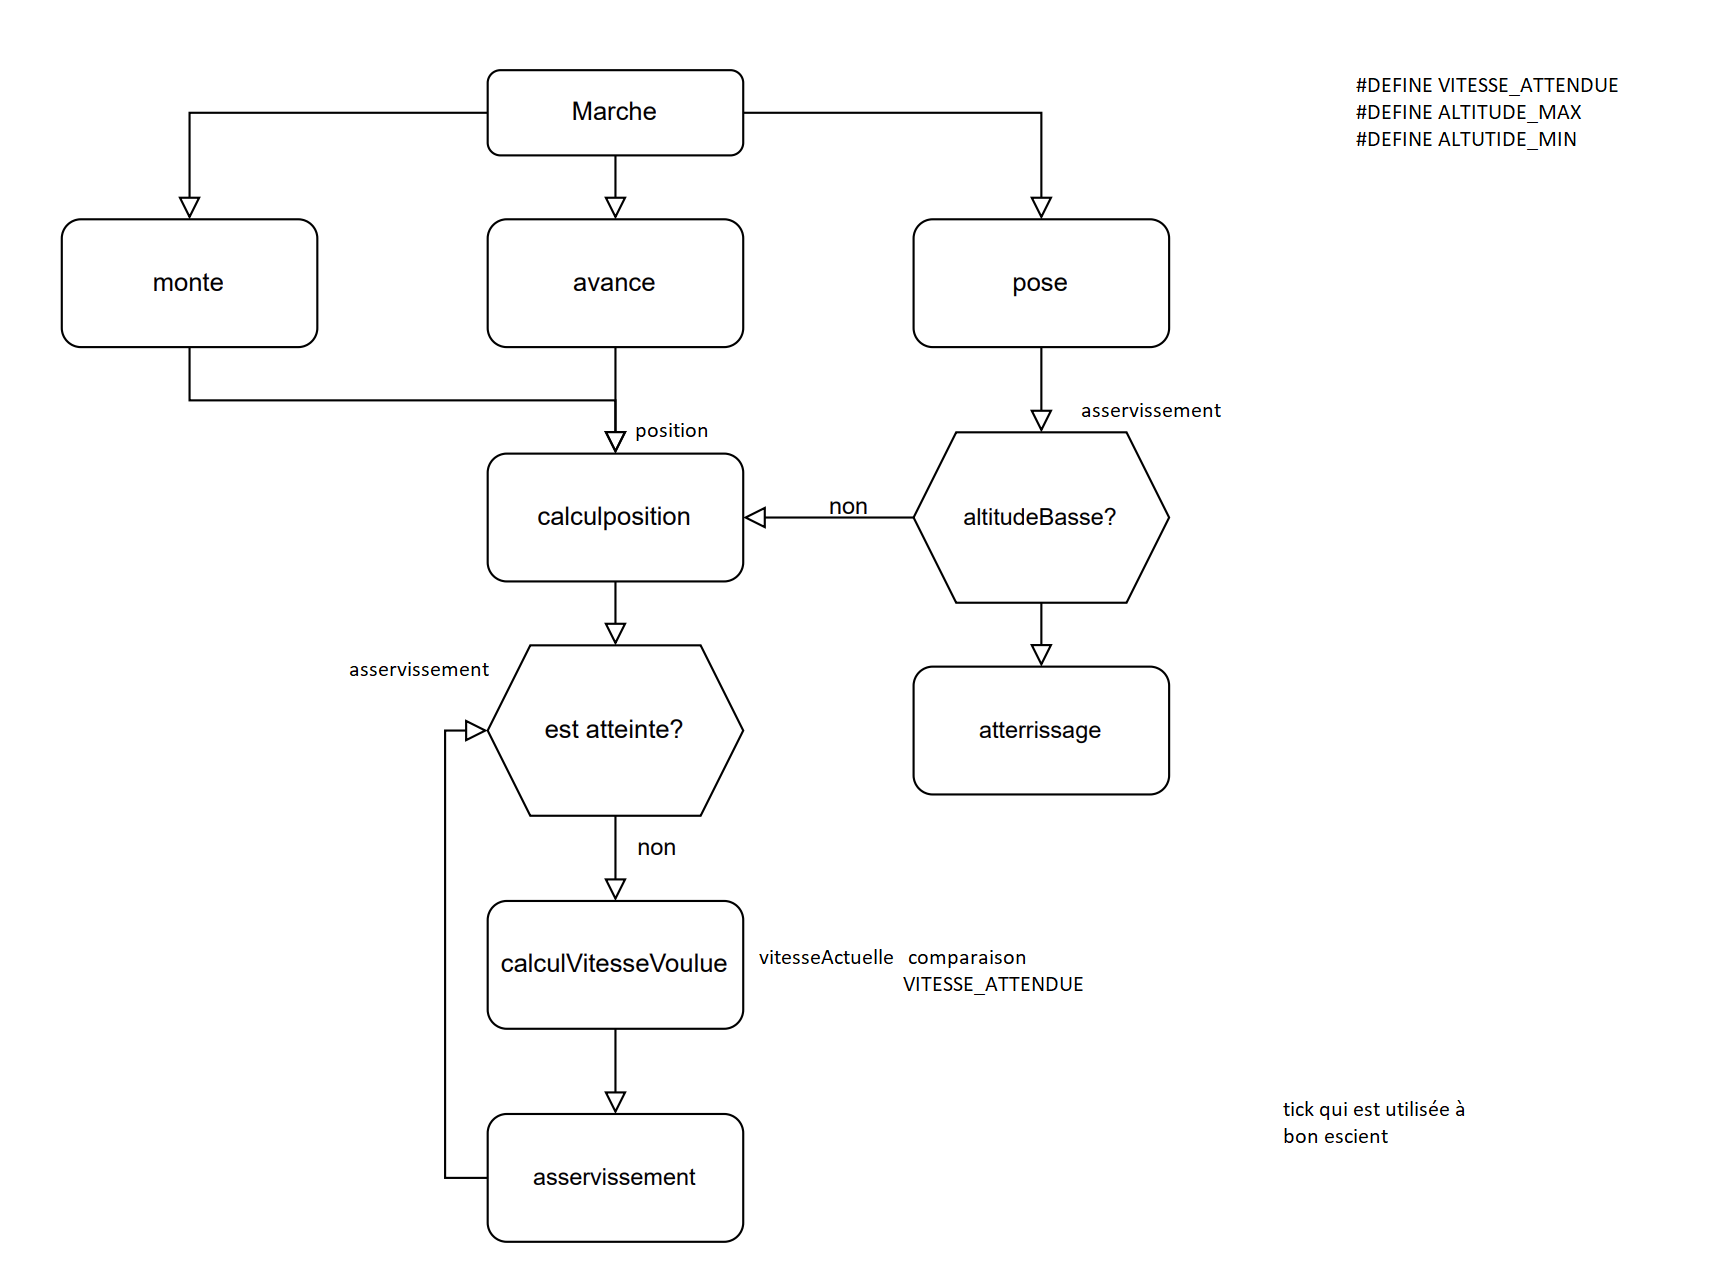 Marche
#DEFINE VITESSE_ATTENDUE
#DEFINE ALTITUDE_MAX
#DEFINE ALTUTIDE_MIN
monte
avance
pose
asservissement
position
calculposition
non
altitudeBasse?
asservissement
est atteinte?
atterrissage
non
calculVitesseVoulue
vitesseActuelle comparaison
VITESSE_ATTENDUE
tick qui est utilisée à
bon escient
asservissement